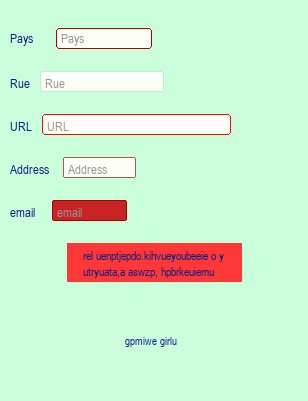 Pays Pays
Rue Rue
URL URL
Address Address
email email
rel uenptjepdo.kihvueyoubeeie o y
utryuata,a aswzp, hpbrkeuiemu
gpmiwe girlu